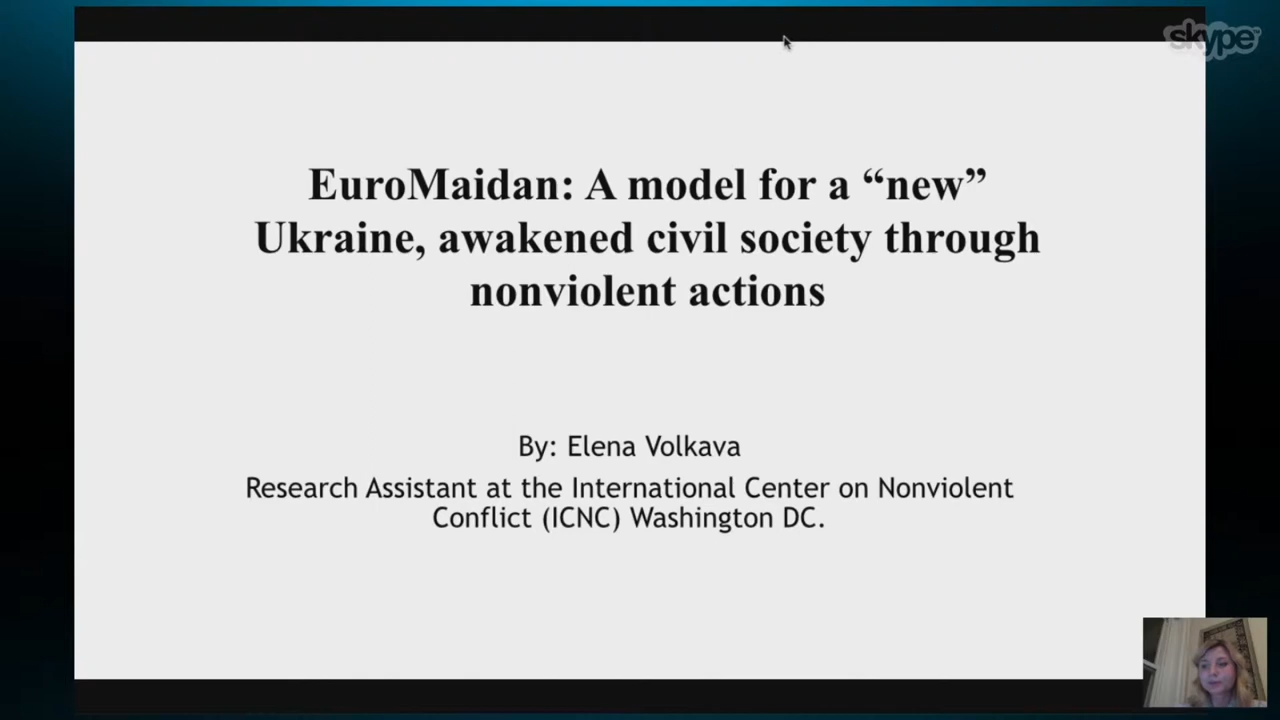 skype
EuroMaidan: A model for a “new”
Ukraine, awakened civil society through
nonviolent actions
By: Elena Volkava
Research Assistant at the International Center on Nonviolent
Conflict (ICNC) Washington DC.